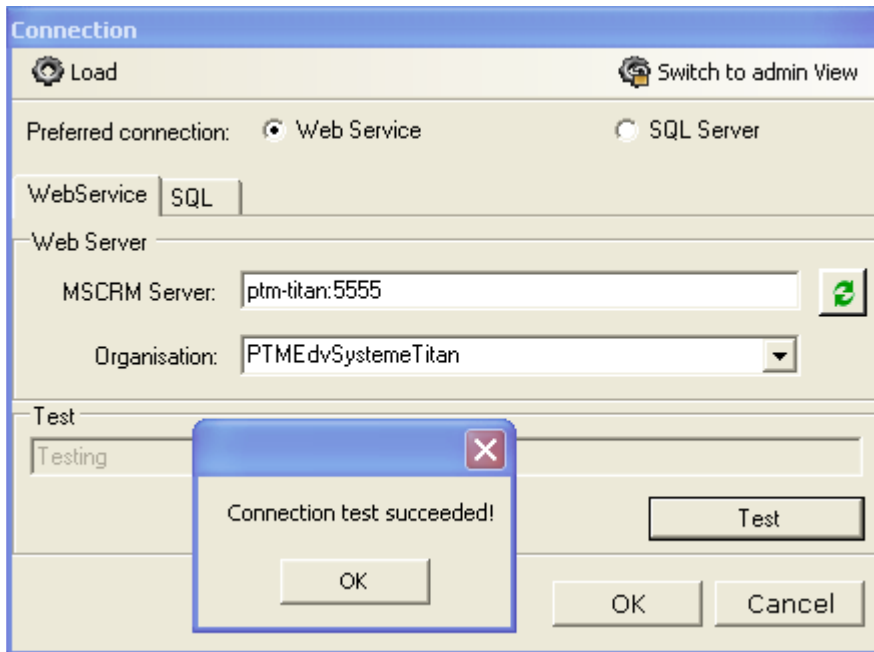 Connection
Load Switch to admin View
Preferred connection: Web Service SQL Server
WebService SQL
Web Server
MSCRM Server: ptm-titan:5555
Organisation: PTMEdvSystemeTitan
Test
Testing
Connection test succeeded!
Test
OK
OK Cancel